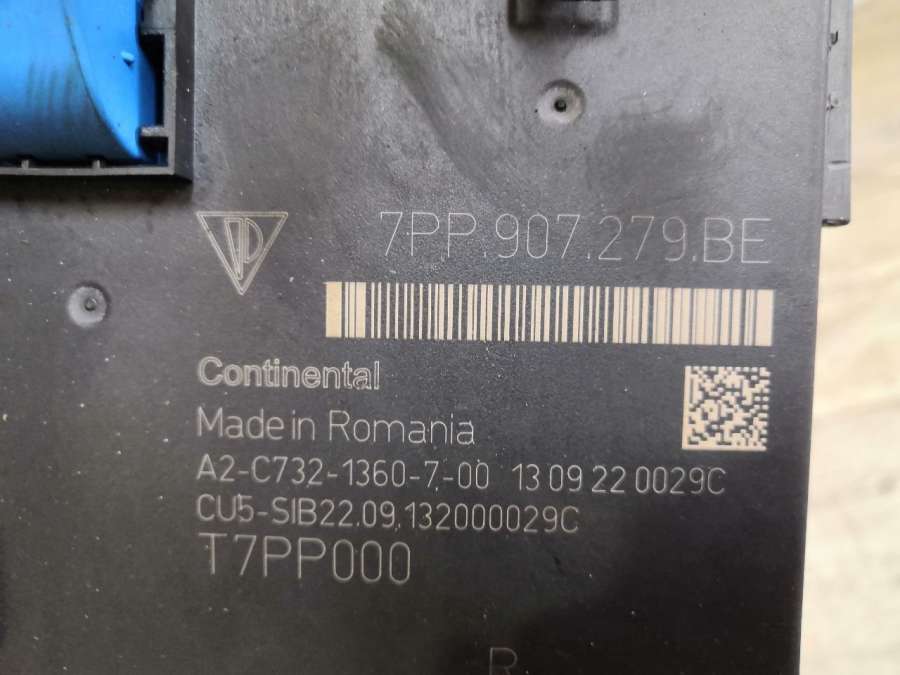 7PP.907.279.BE
Continental
Made in Romania
A2-C732-1360-7-00 13 09 22 0029C
CU5-SIB22.09.132000029C
T7PP000
R